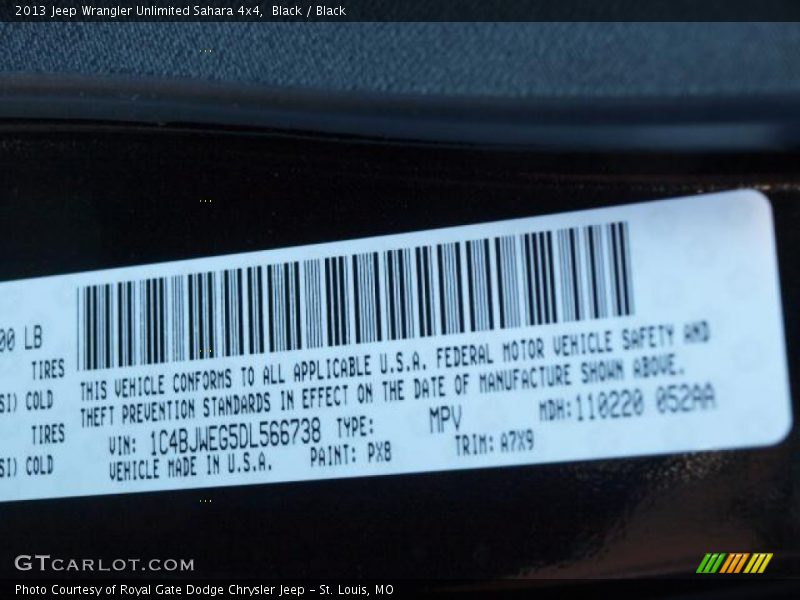 2013 Jeep Wrangler Unlimited Sahara 4x4, Black / Black
00 LB
TIRES
SI) COLD
TIRES
SI) COLD
THIS VEHICLE CONFORMS TO ALL APPLICABLE U.S.A. FEDERAL MOTOR VEHICLE SAFETY AND
THEFT PREVENTION STANDARDS IN EFFECT ON THE DATE OF MANUFACTURE SHOWN ABOVE.
VIN: 1C4BJWEG5DL566738 TYPE: MPV MDH:110220 052AA
VEHICLE MADE IN U.S.A. PAINT: PX8 TRIM: A7X9
GTCARLOT.COM
Photo Courtesy of Royal Gate Dodge Chrysler Jeep - St. Louis, MO